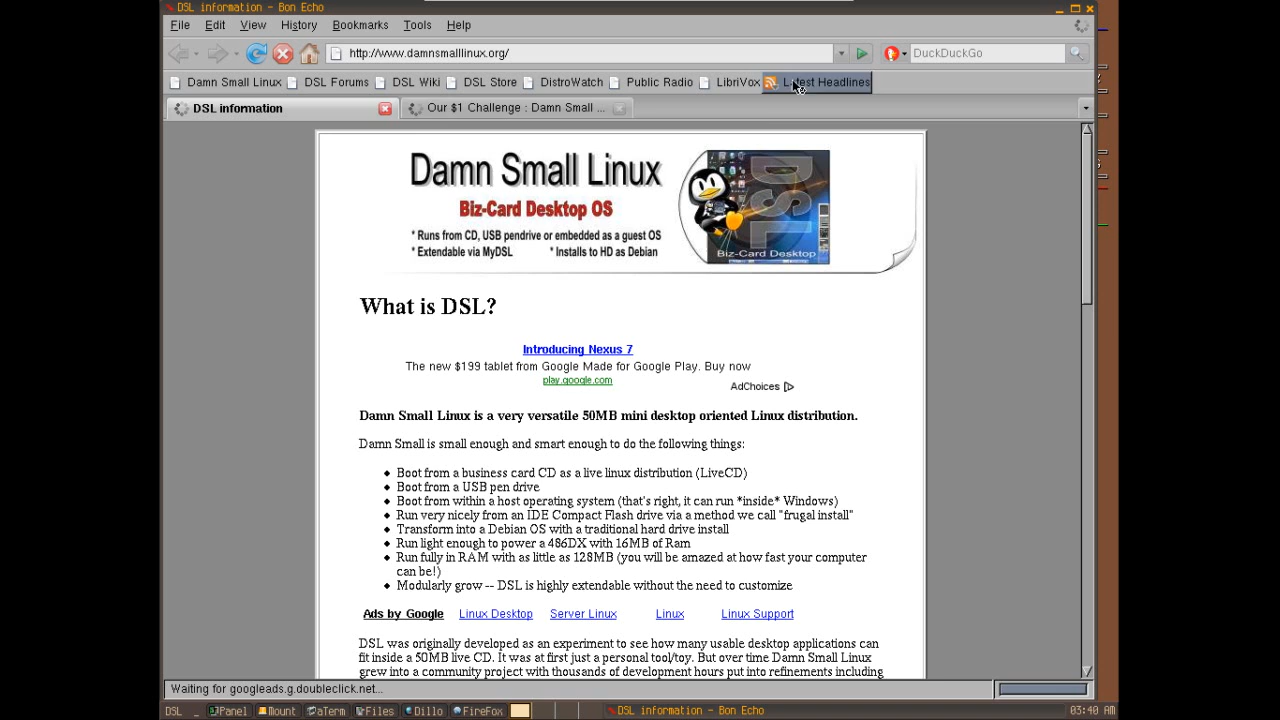 DSL information - Bon Echo
File Edit View History Bookmarks Tools Help
http://www.damnsmalllinux.org/ DuckDuckGo
Damn Small Linux DSL Forums DSL Wiki DSL Store DistroWatch Public Radio LibriVox Latest Headlines
DSL information Our $1 Challenge : Damn Small ...
Damn Small Linux
Biz-Card Desktop OS
* Runs from CD, USB pendrive or embedded as a guest OS
* Extendable via MyDSL * Installs to HD as Debian
DSL
Biz-Card Desktop
What is DSL?
Introducing Nexus 7
The new $199 tablet from Google Made for Google Play. Buy now
play.google.com
AdChoices
Damn Small Linux is a very versatile 50MB mini desktop oriented Linux distribution.
Damn Small is small enough and smart enough to do the following things:
Boot from a business card CD as a live linux distribution (LiveCD)
Boot from a USB pen drive
Boot from within a host operating system (that's right, it can run *inside* Windows)
Run very nicely from an IDE Compact Flash drive via a method we call "frugal install"
Transform into a Debian OS with a traditional hard drive install
Run light enough to power a 486DX with 16MB of Ram
Run fully in RAM with as little as 128MB (you will be amazed at how fast your computer
can be!)
Modularly grow -- DSL is highly extendable without the need to customize
Ads by Google Linux Desktop Server Linux Linux Linux Support
DSL was originally developed as an experiment to see how many usable desktop applications can
fit inside a 50MB live CD. It was at first just a personal tool/toy. But over time Damn Small Linux
grew into a community project with thousands of development hours put into refinements including
Waiting for googleads.g.doubleclick.net...
DSL _ Panel Mount aTerm Files Dillo FireFox DSL information - Bon Echo 03:40 AM